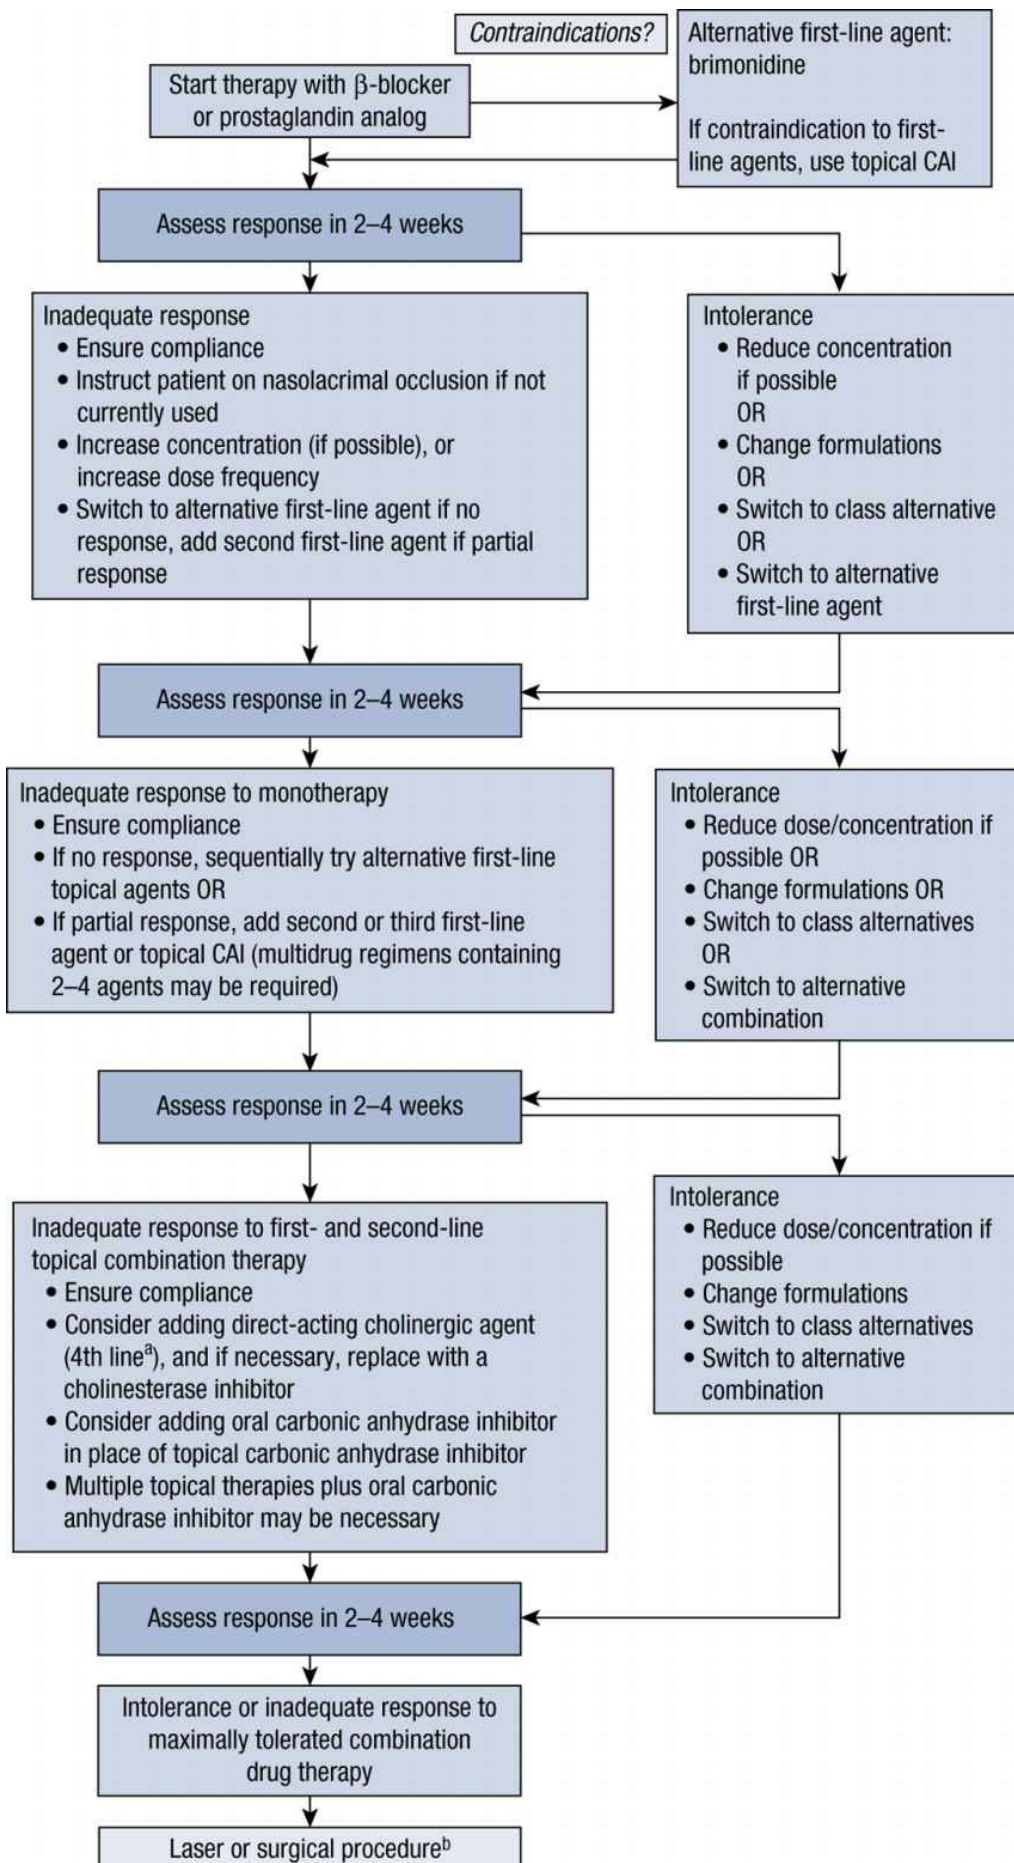 Contraindications?
Alternative first-line agent:
brimonidine
If contraindication to first-
line agents, use topical CAI
Start therapy with β-blocker
or prostaglandin analog
Assess response in 2–4 weeks
Inadequate response
• Ensure compliance
• Instruct patient on nasolacrimal occlusion if not
currently used
• Increase concentration (if possible), or
increase dose frequency
• Switch to alternative first-line agent if no
response, add second first-line agent if partial
response
Intolerance
• Reduce concentration
if possible
OR
• Change formulations
OR
• Switch to class alternative
OR
• Switch to alternative
first-line agent
Assess response in 2–4 weeks
Inadequate response to monotherapy
• Ensure compliance
• If no response, sequentially try alternative first-line
topical agents OR
• If partial response, add second or third first-line
agent or topical CAI (multidrug regimens containing
2–4 agents may be required)
Intolerance
• Reduce dose/concentration if
possible OR
• Change formulations OR
• Switch to class alternatives
OR
• Switch to alternative
combination
Assess response in 2–4 weeks
Inadequate response to first- and second-line
topical combination therapy
• Ensure compliance
• Consider adding direct-acting cholinergic agent
(4th lineᵃ), and if necessary, replace with a
cholinesterase inhibitor
• Consider adding oral carbonic anhydrase inhibitor
in place of topical carbonic anhydrase inhibitor
• Multiple topical therapies plus oral carbonic
anhydrase inhibitor may be necessary
Intolerance
• Reduce dose/concentration if
possible
• Change formulations
• Switch to class alternatives
• Switch to alternative
combination
Assess response in 2–4 weeks
Intolerance or inadequate response to
maximally tolerated combination
drug therapy
Laser or surgical procedureᵇ